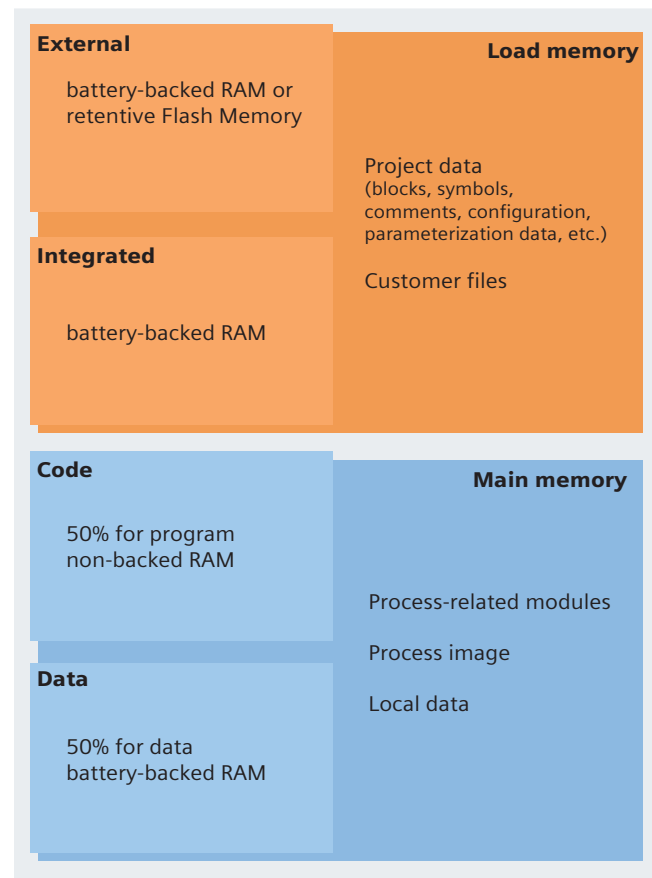 External
battery-backed RAM or
retentive Flash Memory
Integrated
battery-backed RAM
Load memory
Project data
(blocks, symbols,
comments, configuration,
parameterization data, etc.)
Customer files
Code
50% for program
non-backed RAM
Data
50% for data
battery-backed RAM
Main memory
Process-related modules
Process image
Local data